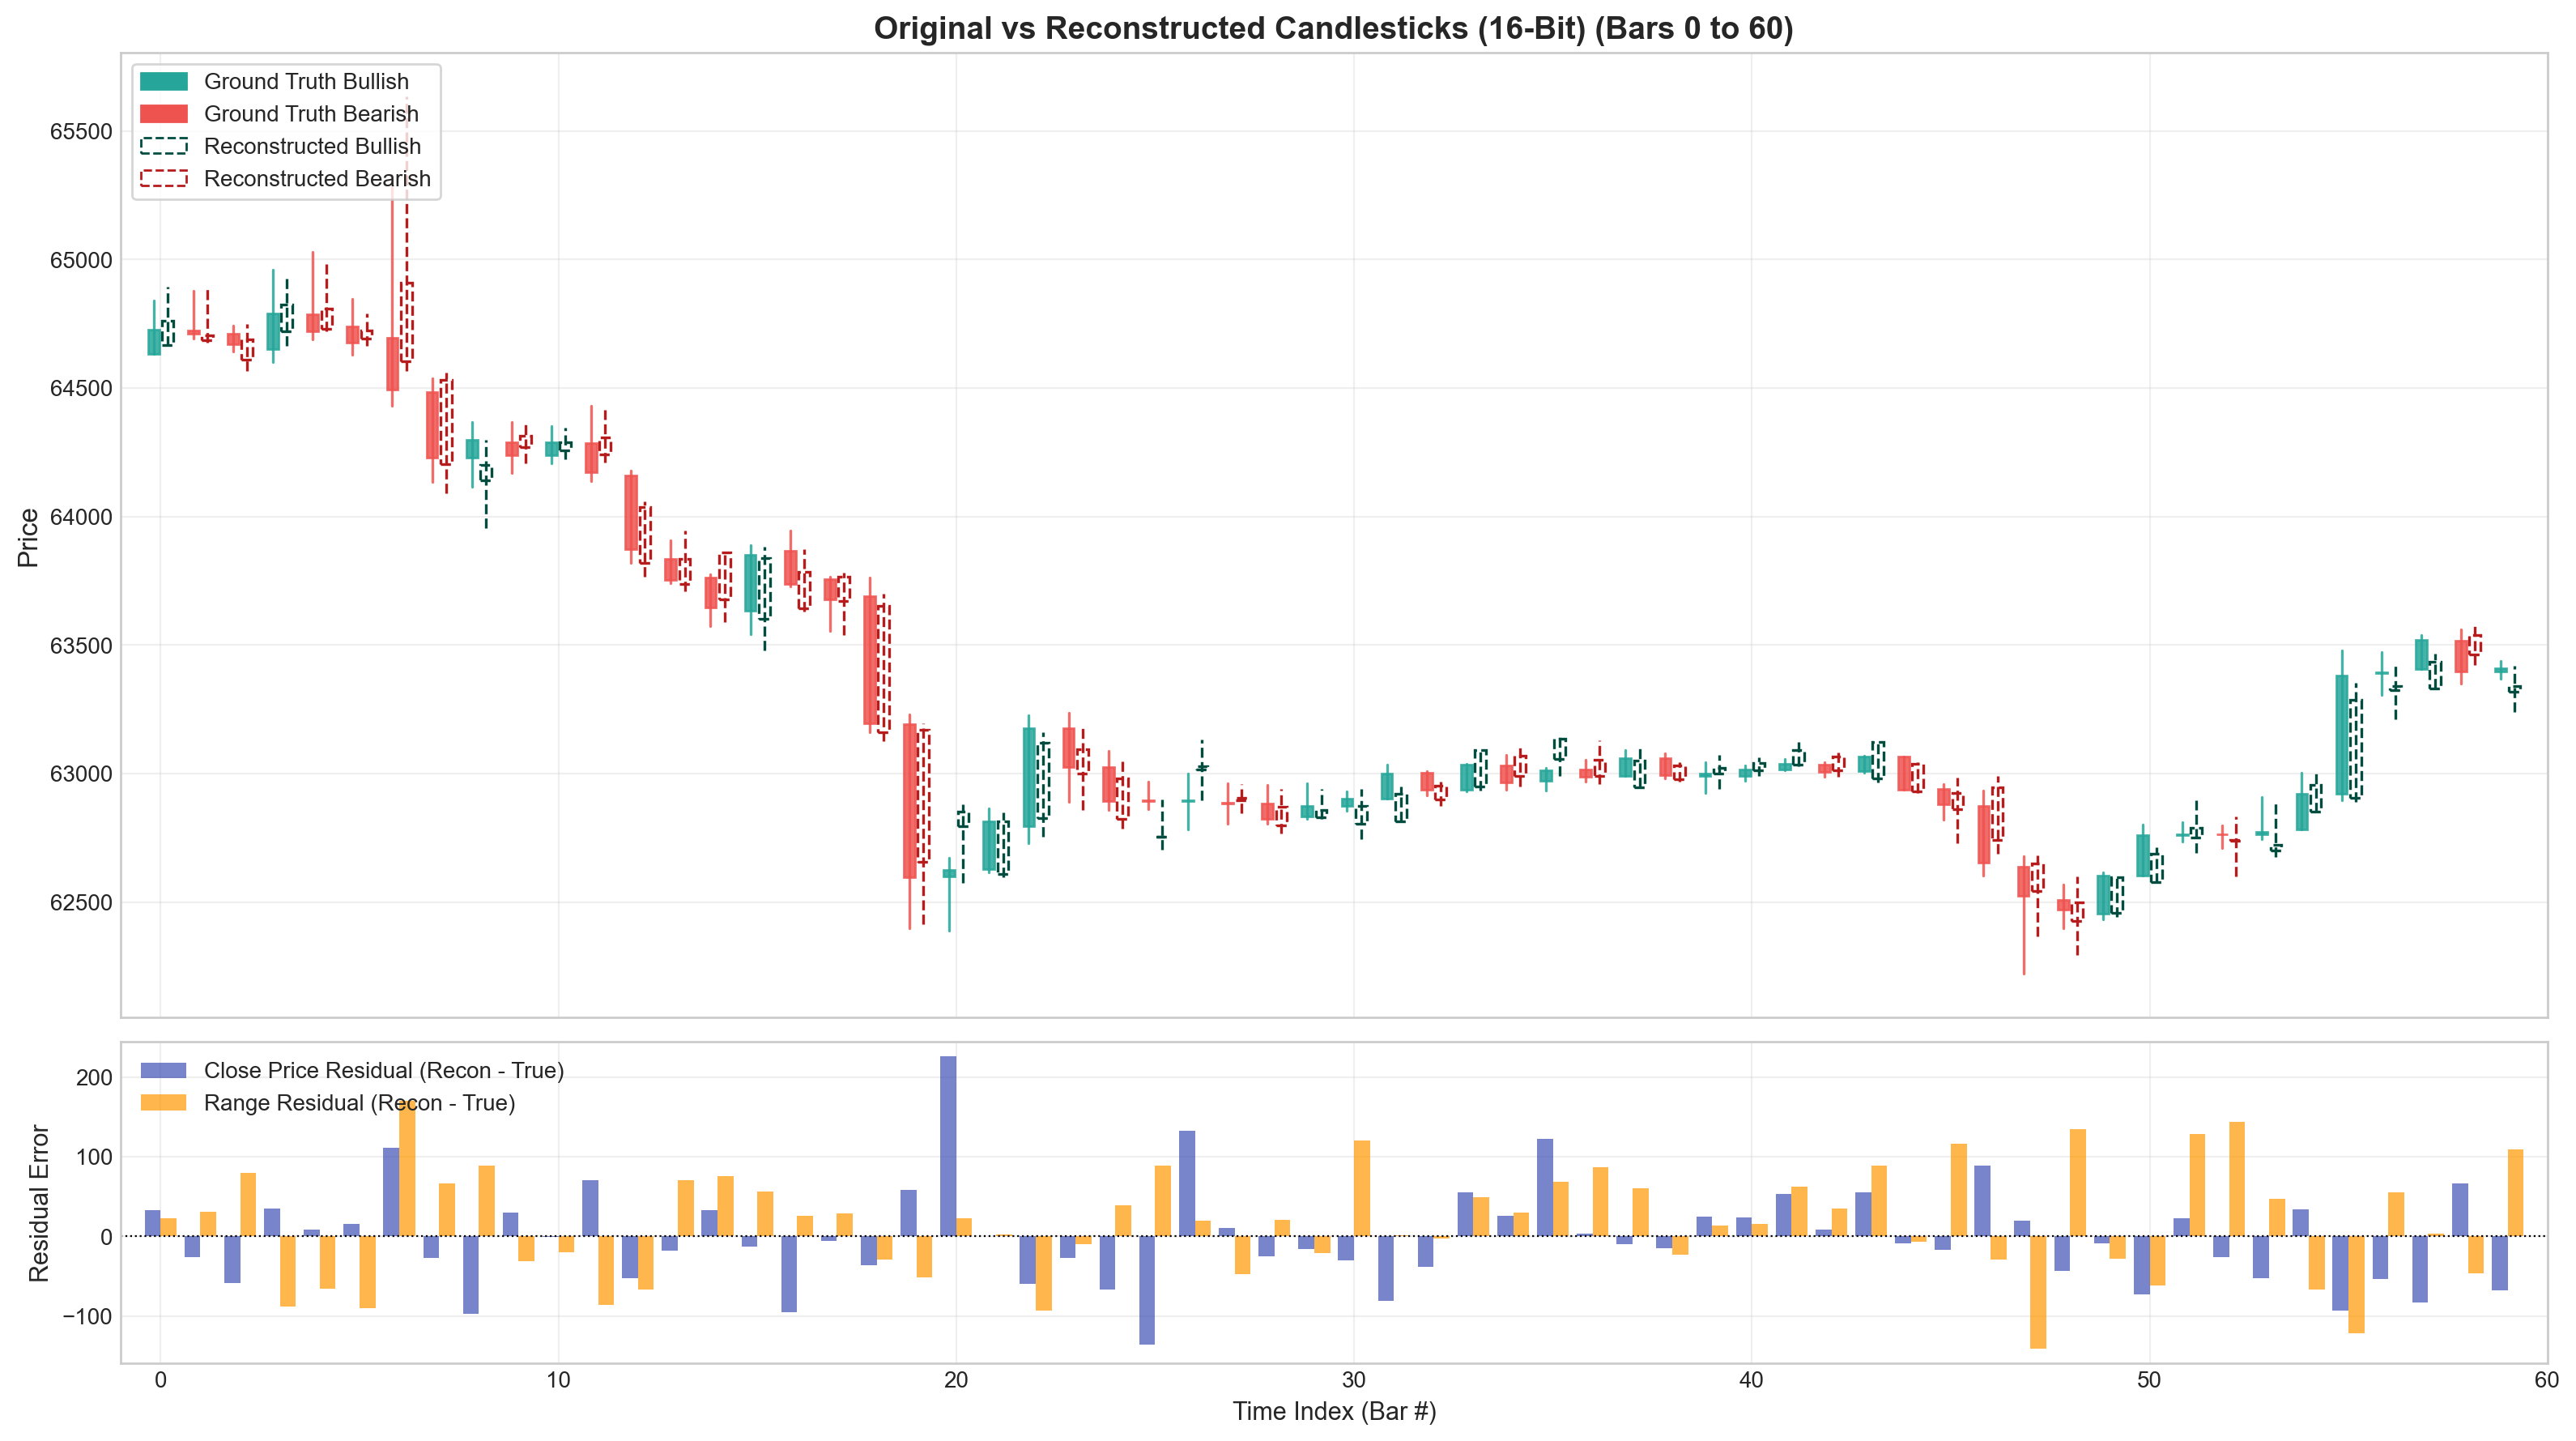 Original vs Reconstructed Candlesticks (16-Bit) (Bars 0 to 60)
Ground Truth Bullish
Ground Truth Bearish
Reconstructed Bullish
Reconstructed Bearish
Price
65500
65000
64500
64000
63500
63000
62500
Close Price Residual (Recon - True)
Range Residual (Recon - True)
Residual Error
200
100
0
−100
0 10 20 30 40 50 60
Time Index (Bar #)